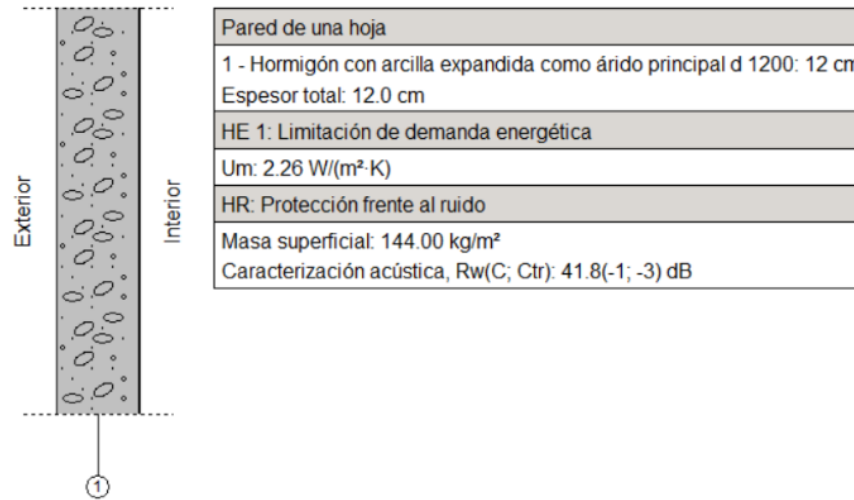 Exterior
Interior
1
Pared de una hoja
1 - Hormigón con arcilla expandida como árido principal d 1200: 12 cm
Espesor total: 12.0 cm
HE 1: Limitación de demanda energética
Um: 2.26 W/(m²·K)
HR: Protección frente al ruido
Masa superficial: 144.00 kg/m²
Caracterización acústica, Rw(C; Ctr): 41.8(-1; -3) dB